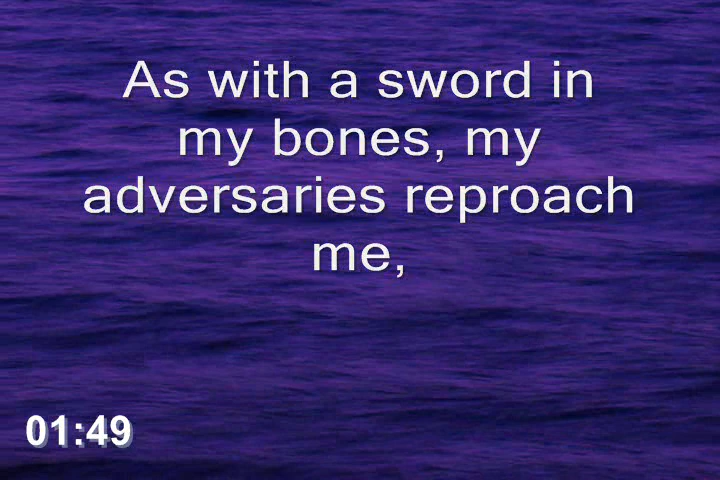 As with a sword in
my bones, my
adversaries reproach
me,
01:49